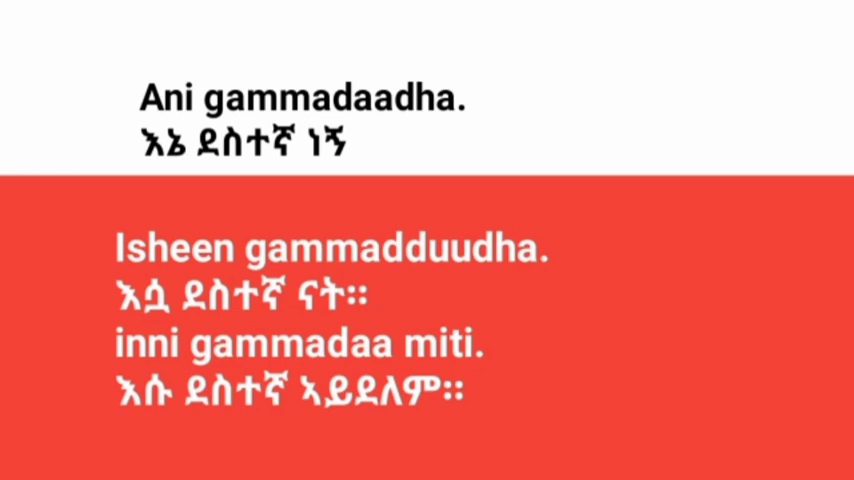 Ani gammadaadha.
እኔ ደስተኛ ነኝ
Isheen gammadduudha.
እሷ ደስተኛ ናት።
inni gammadaa miti.
እሱ ደስተኛ ኣይደለም።